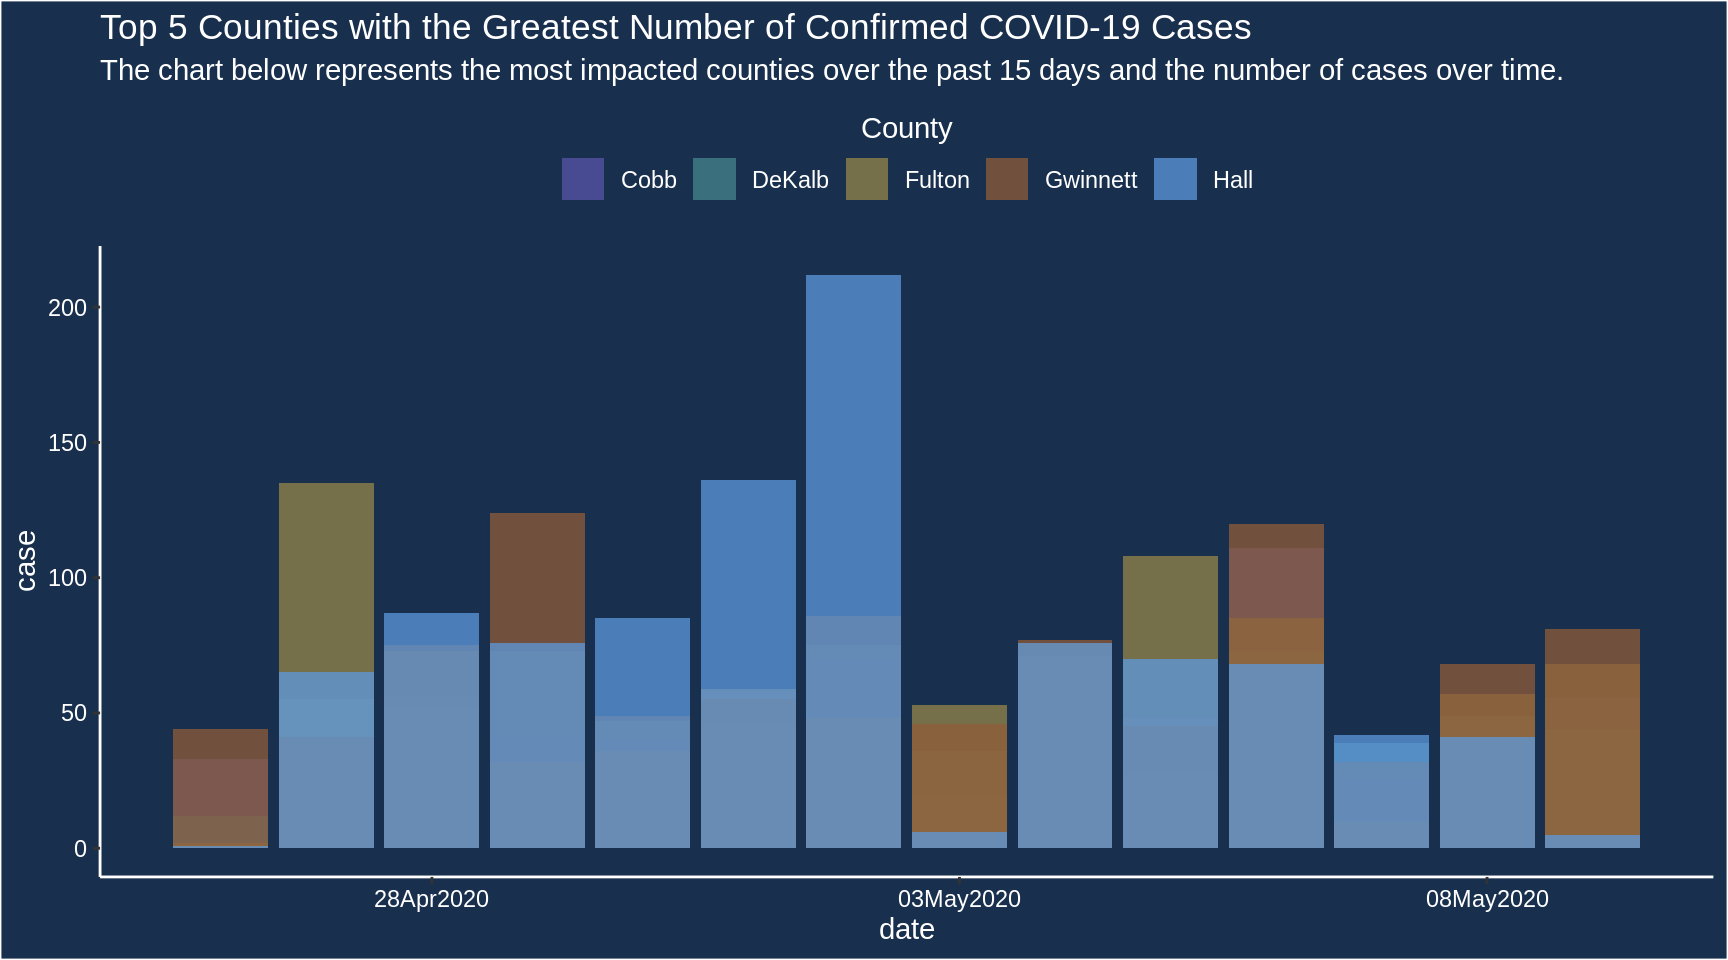 Top 5 Counties with the Greatest Number of Confirmed COVID-19 Cases
The chart below represents the most impacted counties over the past 15 days and the number of cases over time.
County
Cobb DeKalb Fulton Gwinnett Hall
200
150
100
50
0
case
28Apr2020 03May2020 08May2020
date